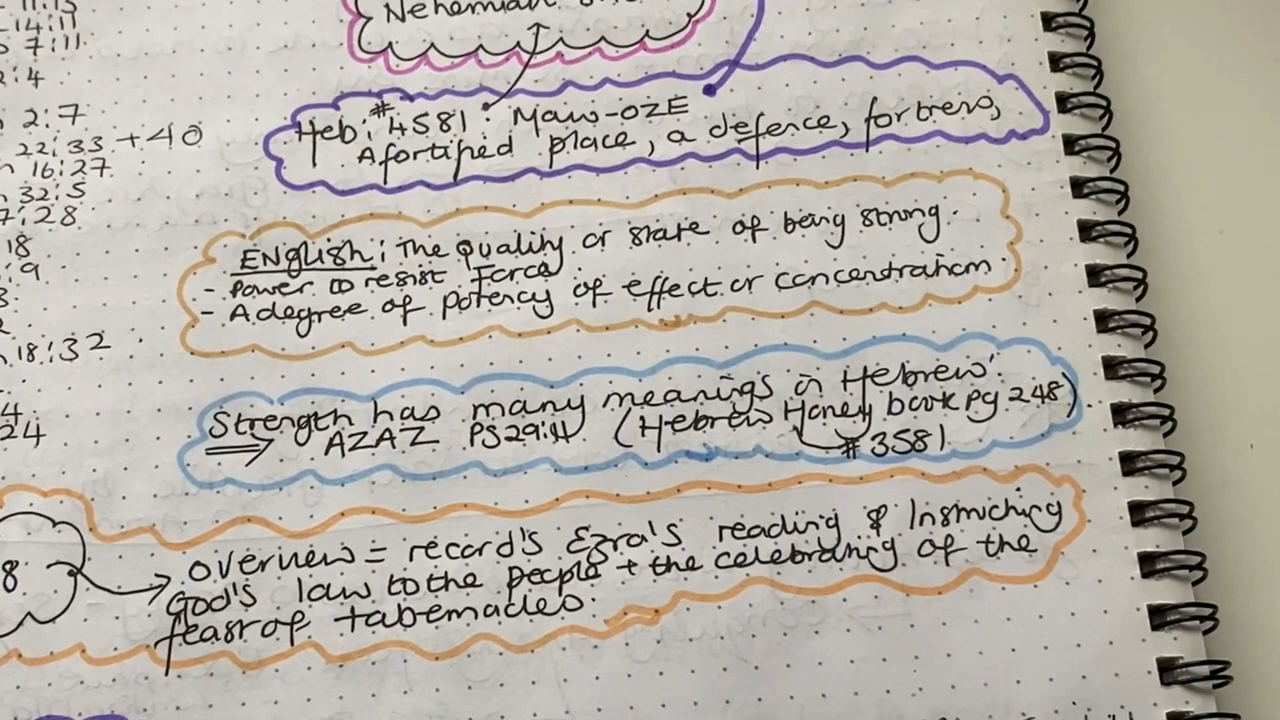 14:11
7:11
2:4
2:7
22:33 +40
16:27
32:5
7:28
18
:9
18:32
4
24
Nehemiah
Heb: #4581: Maw-OZE
A fortified place, a defence, fortress,
ENglish: The quality or state of being strong.
- Power to resist Force
- A degree of potency of effect or concentration.
Strength has many meanings in Hebrew.
⇒ AZAZ PS 29:11 (Hebrew Honey book pg 248)
#3581
8
overview = record's Ezra's reading & Instructing
God's law to the people + the celebrating of the
feast of tabernacles.